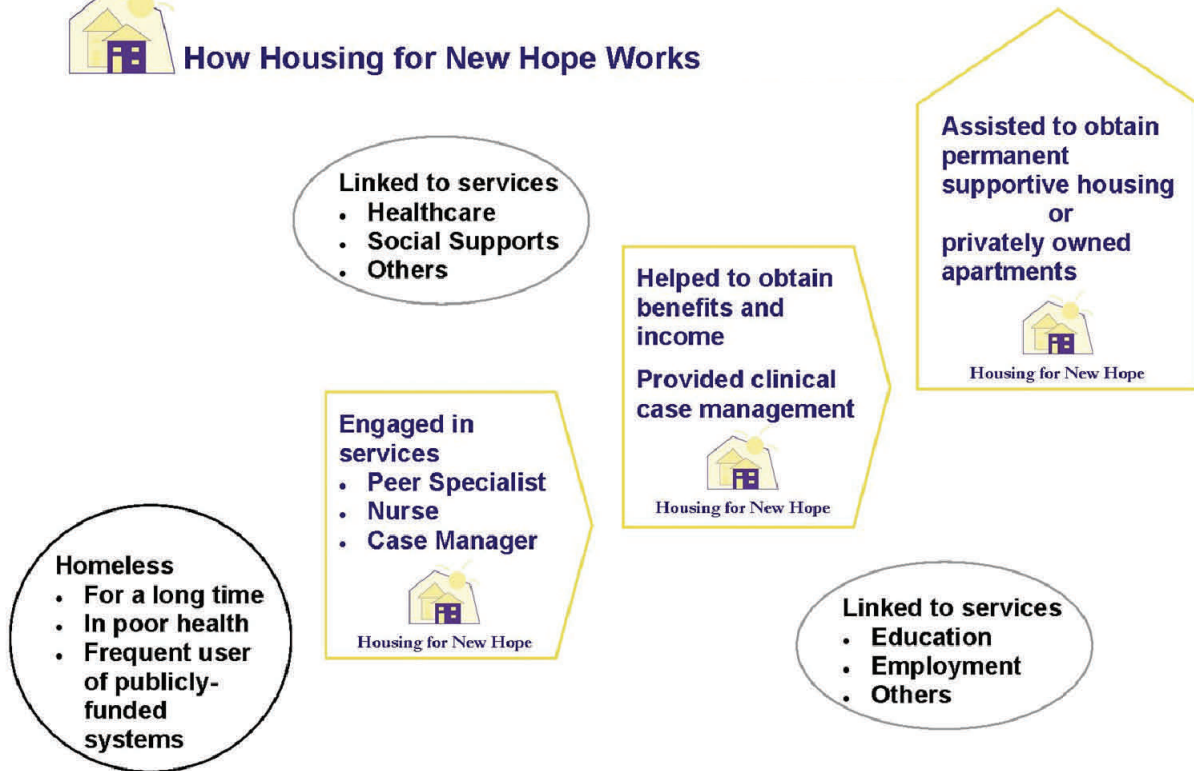 How Housing for New Hope Works
Homeless
• For a long time
• In poor health
• Frequent user
of publicly-
funded
systems
Engaged in
services
• Peer Specialist
• Nurse
• Case Manager
Housing for New Hope
Linked to services
• Healthcare
• Social Supports
• Others
Helped to obtain
benefits and
income
Provided clinical
case management
Housing for New Hope
Linked to services
• Education
• Employment
• Others
Assisted to obtain
permanent
supportive housing
or
privately owned
apartments
Housing for New Hope